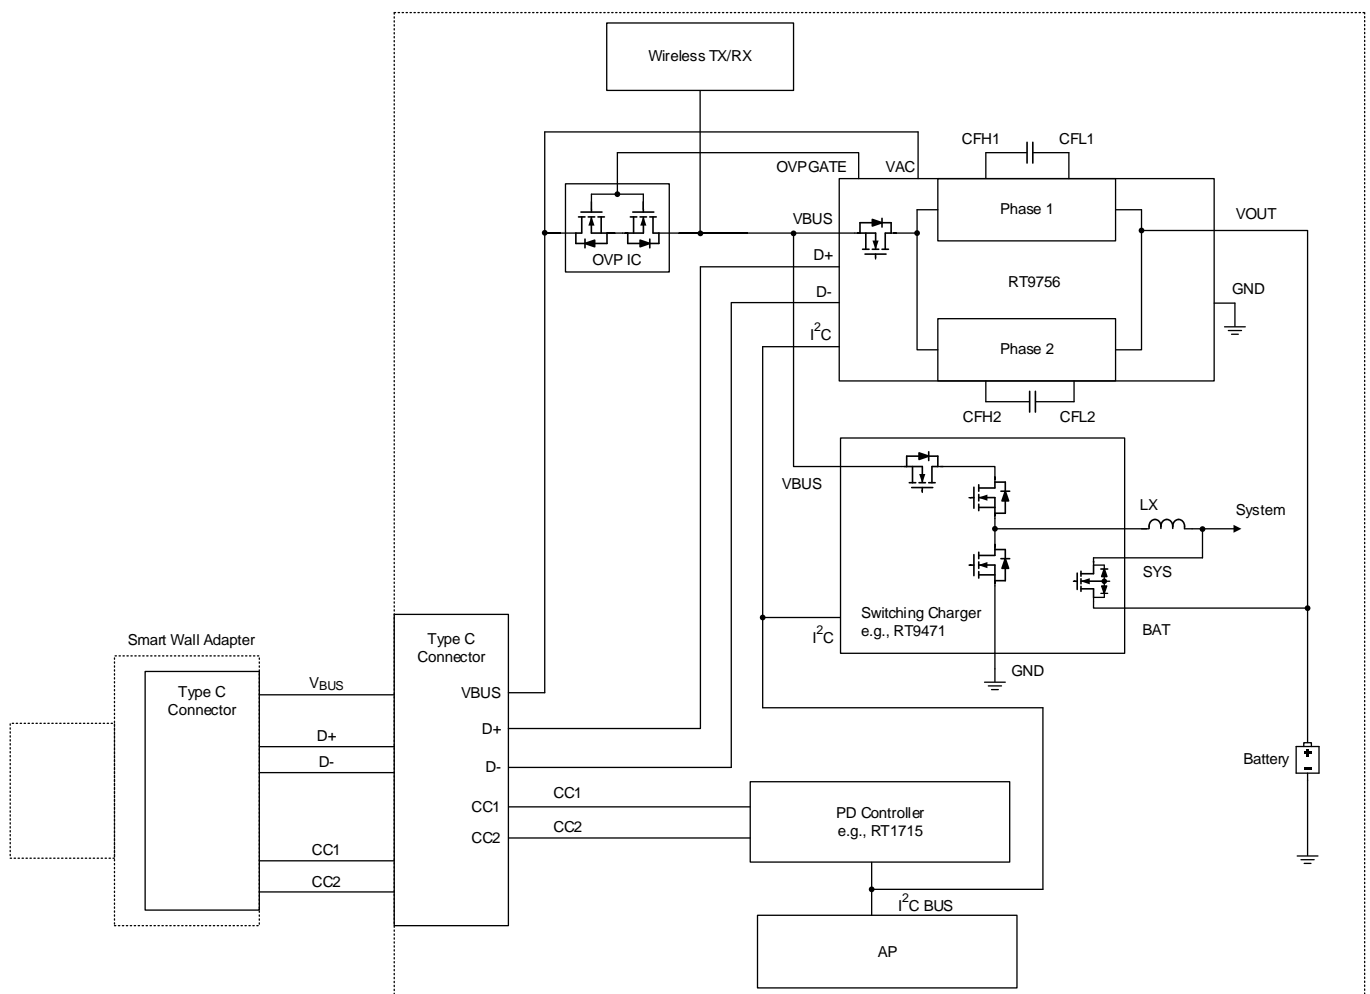 Wireless TX/RX
OVPGATE
VAC
CFH1
CFL1
Phase 1
VBUS
VOUT
OVP IC
D+
RT9756
D-
GND
I²C
Phase 2
CFH2
CFL2
VBUS
LX
System
SYS
Switching Charger
e.g., RT9471
I²C
BAT
GND
Smart Wall Adapter
Type C
Connector
Type C
Connector
VBUS
VBUS
D+
D+
D-
D-
Battery
CC1
CC1
PD Controller
e.g., RT1715
CC2
CC2
CC1
CC2
I²C BUS
AP